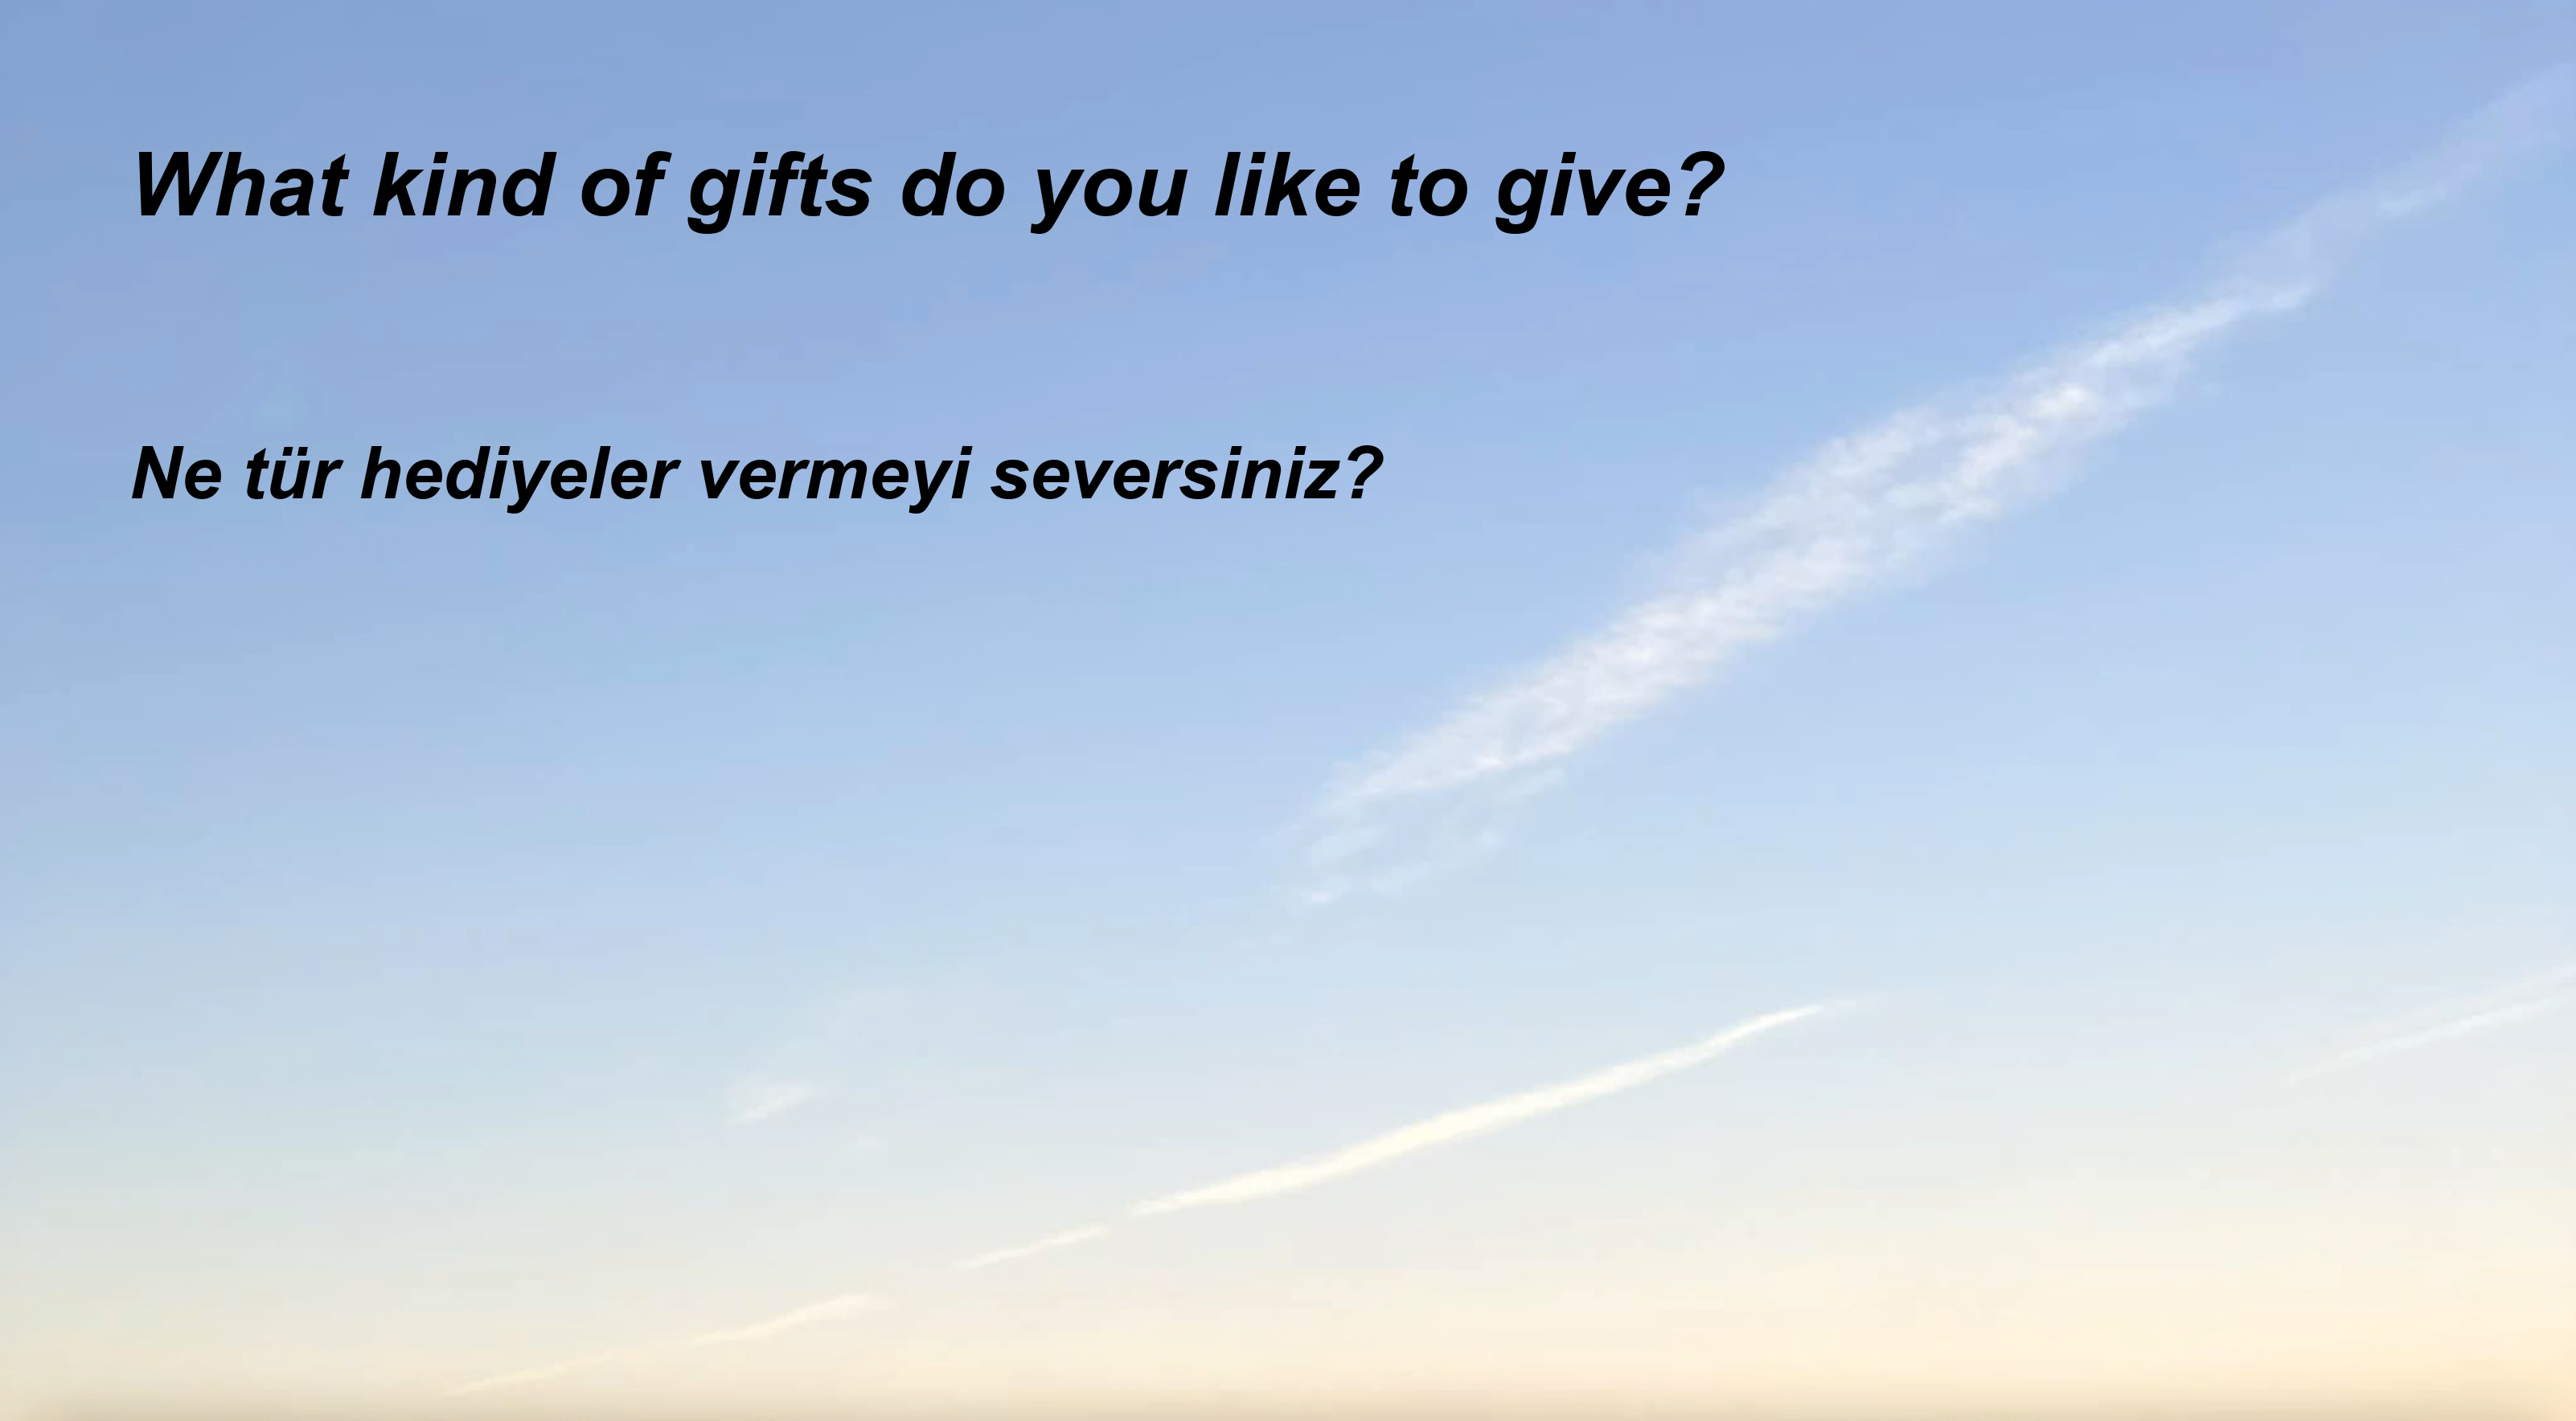 What kind of gifts do you like to give?
Ne tür hediyeler vermeyi seversiniz?